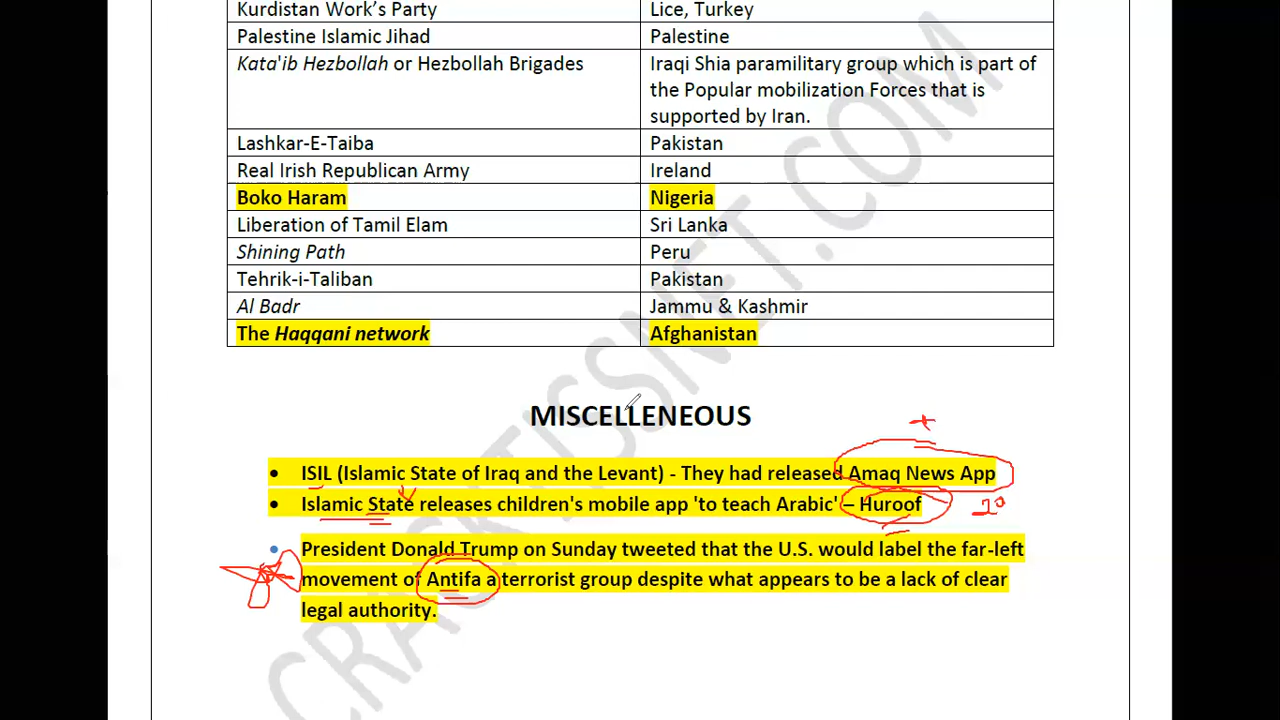 Kurdistan Work's Party Lice, Turkey
Palestine Islamic Jihad Palestine
Kata'ib Hezbollah or Hezbollah Brigades Iraqi Shia paramilitary group which is part of
the Popular mobilization Forces that is
supported by Iran.
Lashkar-E-Taiba Pakistan
Real Irish Republican Army Ireland
Boko Haram Nigeria
Liberation of Tamil Elam Sri Lanka
Shining Path Peru
Tehrik-i-Taliban Pakistan
Al Badr Jammu & Kashmir
The Haqqani network Afghanistan
MISCELLENEOUS
• ISIL (Islamic State of Iraq and the Levant) - They had released Amaq News App
• Islamic State releases children's mobile app 'to teach Arabic' – Huroof
• President Donald Trump on Sunday tweeted that the U.S. would label the far-left
movement of Antifa a terrorist group despite what appears to be a lack of clear
legal authority.